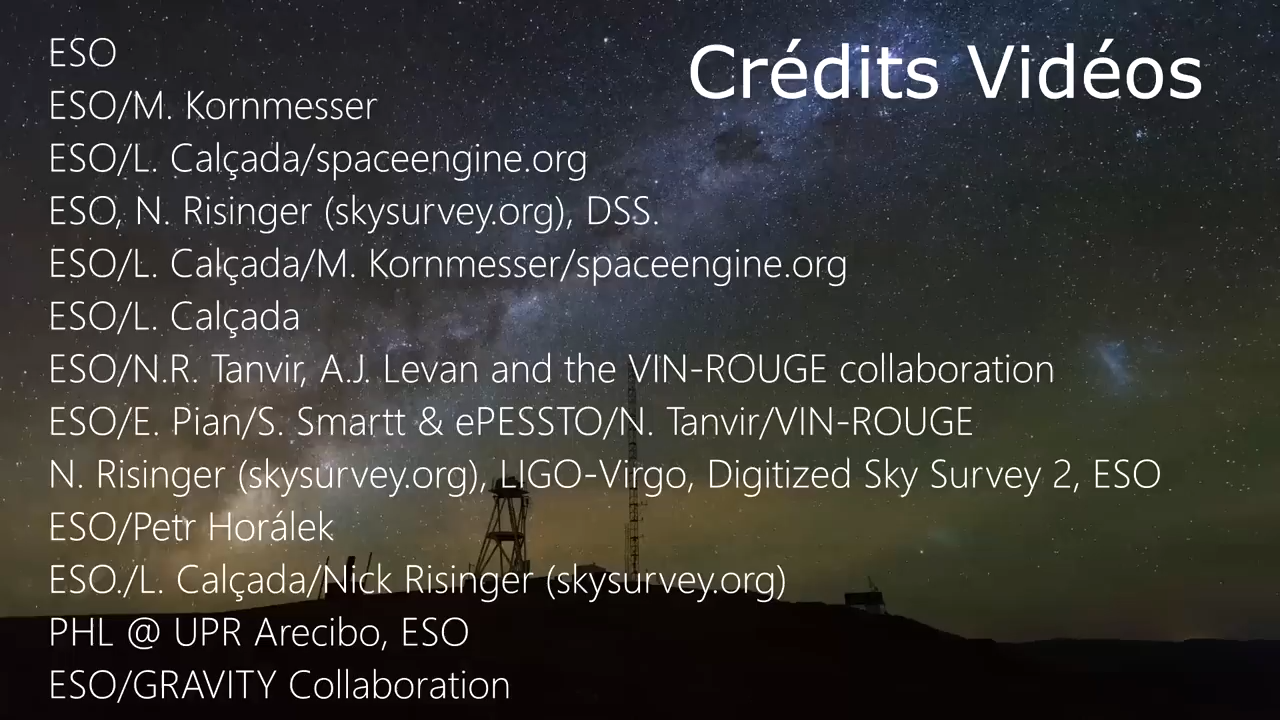 Crédits Vidéos
ESO
ESO/M. Kornmesser
ESO/L. Calçada/spaceengine.org
ESO, N. Risinger (skysurvey.org), DSS.
ESO/L. Calçada/M. Kornmesser/spaceengine.org
ESO/L. Calçada
ESO/N.R. Tanvir, A.J. Levan and the VIN-ROUGE collaboration
ESO/E. Pian/S. Smartt & ePESSTO/N. Tanvir/VIN-ROUGE
N. Risinger (skysurvey.org), LIGO-Virgo, Digitized Sky Survey 2, ESO
ESO/Petr Horálek
ESO./L. Calçada/Nick Risinger (skysurvey.org)
PHL @ UPR Arecibo, ESO
ESO/GRAVITY Collaboration